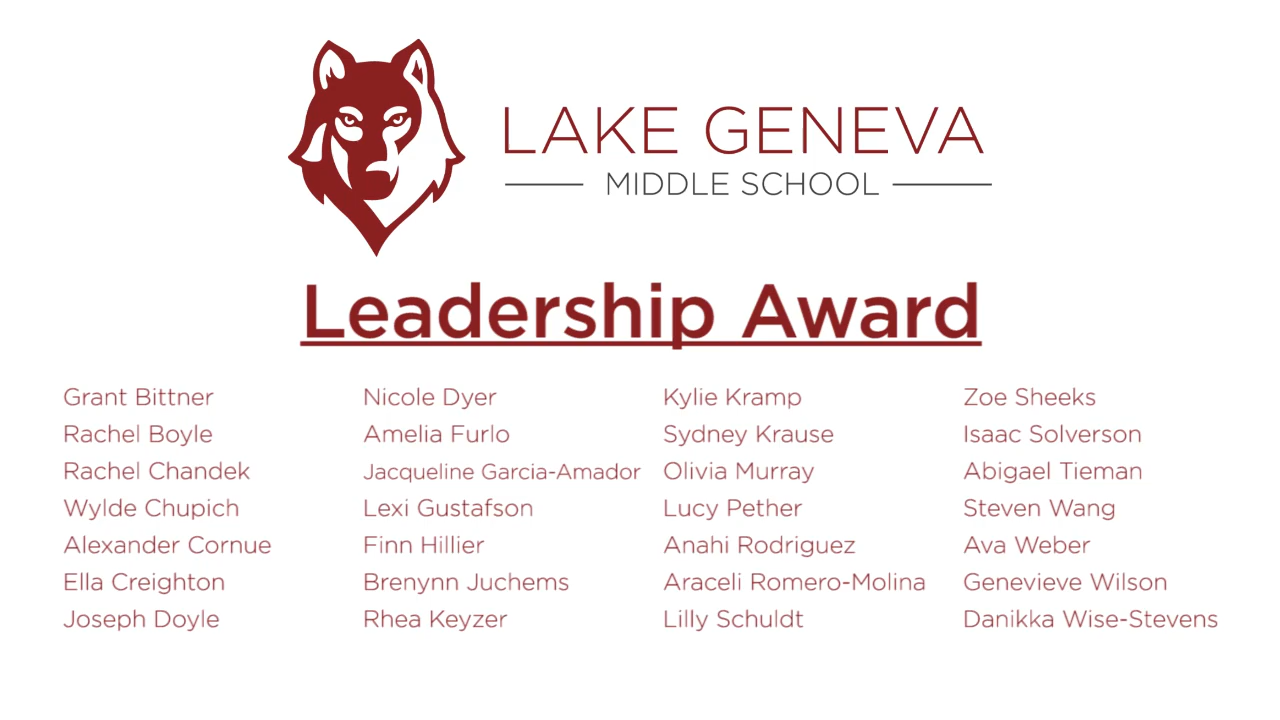 LAKE GENEVA
MIDDLE SCHOOL
Leadership Award
Grant Bittner
Rachel Boyle
Rachel Chandek
Wylde Chupich
Alexander Cornue
Ella Creighton
Joseph Doyle
Nicole Dyer
Amelia Furlo
Jacqueline Garcia-Amador
Lexi Gustafson
Finn Hillier
Brenynn Juchems
Rhea Keyzer
Kylie Kramp
Sydney Krause
Olivia Murray
Lucy Pether
Anahi Rodriguez
Araceli Romero-Molina
Lilly Schuldt
Zoe Sheeks
Isaac Solverson
Abigael Tieman
Steven Wang
Ava Weber
Genevieve Wilson
Danikka Wise-Stevens